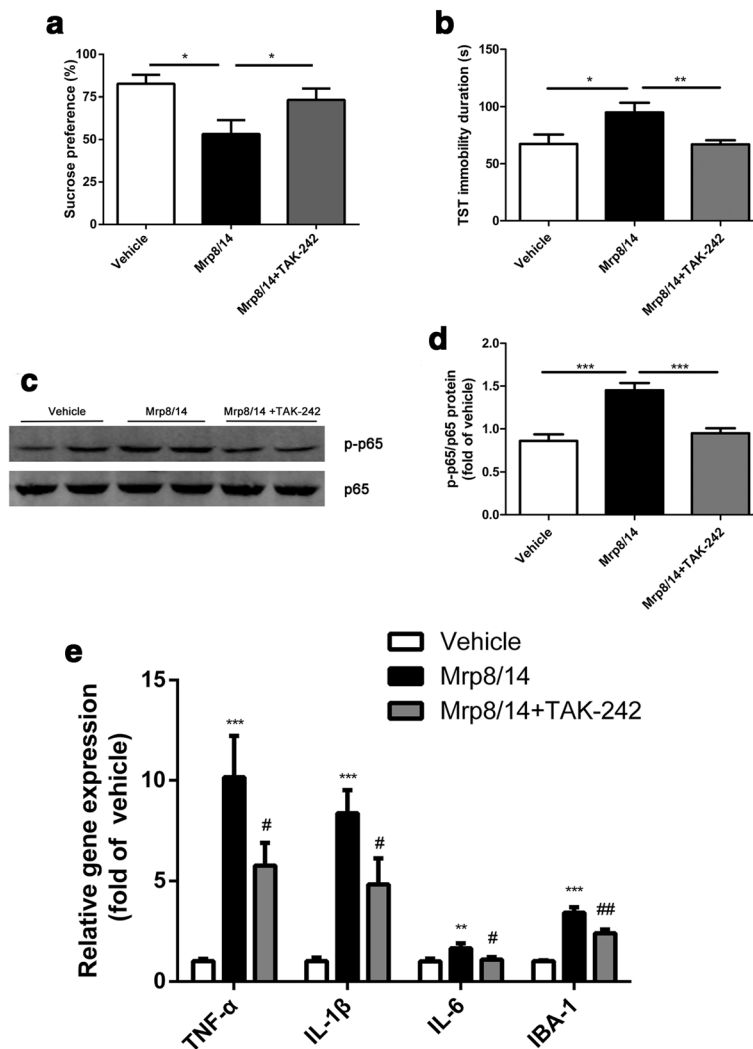 a
Sucrose preference (%)
100
75
50
25
0
*
*
Vehicle
Mrp8/14
Mrp8/14+TAK-242
b
TST immobility duration (s)
150
100
50
0
*
**
Vehicle
Mrp8/14
Mrp8/14+TAK-242
c
Vehicle
Mrp8/14
Mrp8/14 +TAK-242
p-p65
p65
d
p-p65/p65 protein
(fold of vehicle)
2.0
1.5
1.0
0.5
0.0
***
***
Vehicle
Mrp8/14
Mrp8/14+TAK-242
e
Vehicle
Mrp8/14
Mrp8/14+TAK-242
Relative gene expression
(fold of vehicle)
15
10
5
0
***
#
***
#
**
#
***
##
TNF-α
IL-1β
IL-6
IBA-1